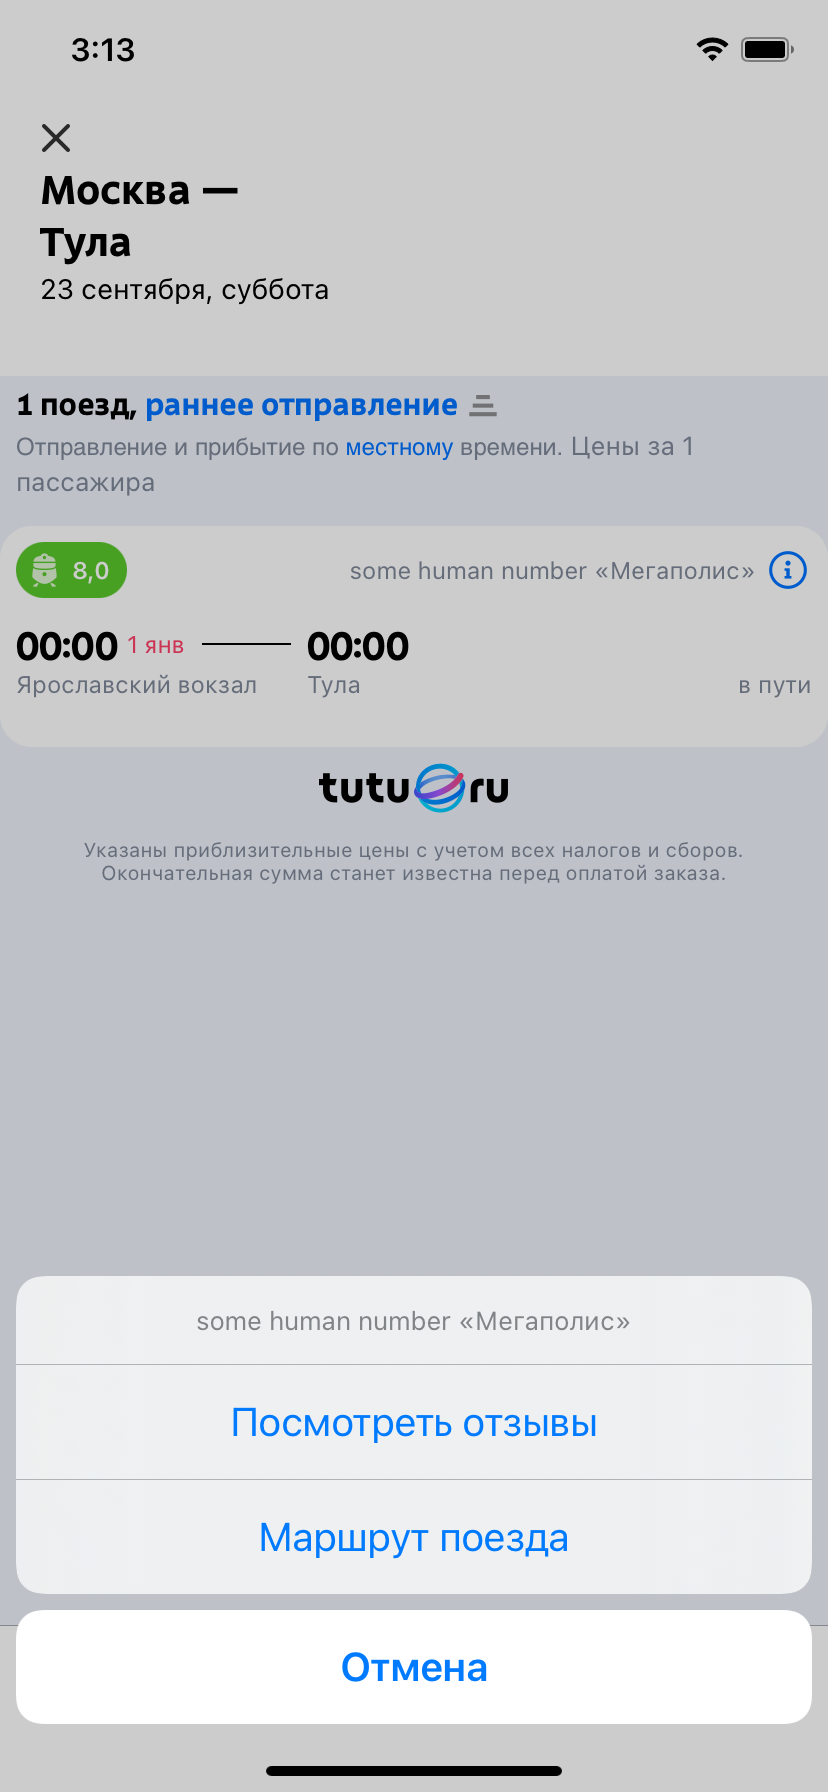 3:13
Москва —
Тула
23 сентября, суббота
1 поезд, раннее отправление
Отправление и прибытие по местному времени. Цены за 1
пассажира
8,0 some human number «Мегаполис»
00:00 1 янв 00:00
Ярославский вокзал Тула в пути
tutu ru
Указаны приблизительные цены с учетом всех налогов и сборов.
Окончательная сумма станет известна перед оплатой заказа.
some human number «Мегаполис»
Посмотреть отзывы
Маршрут поезда
Отмена